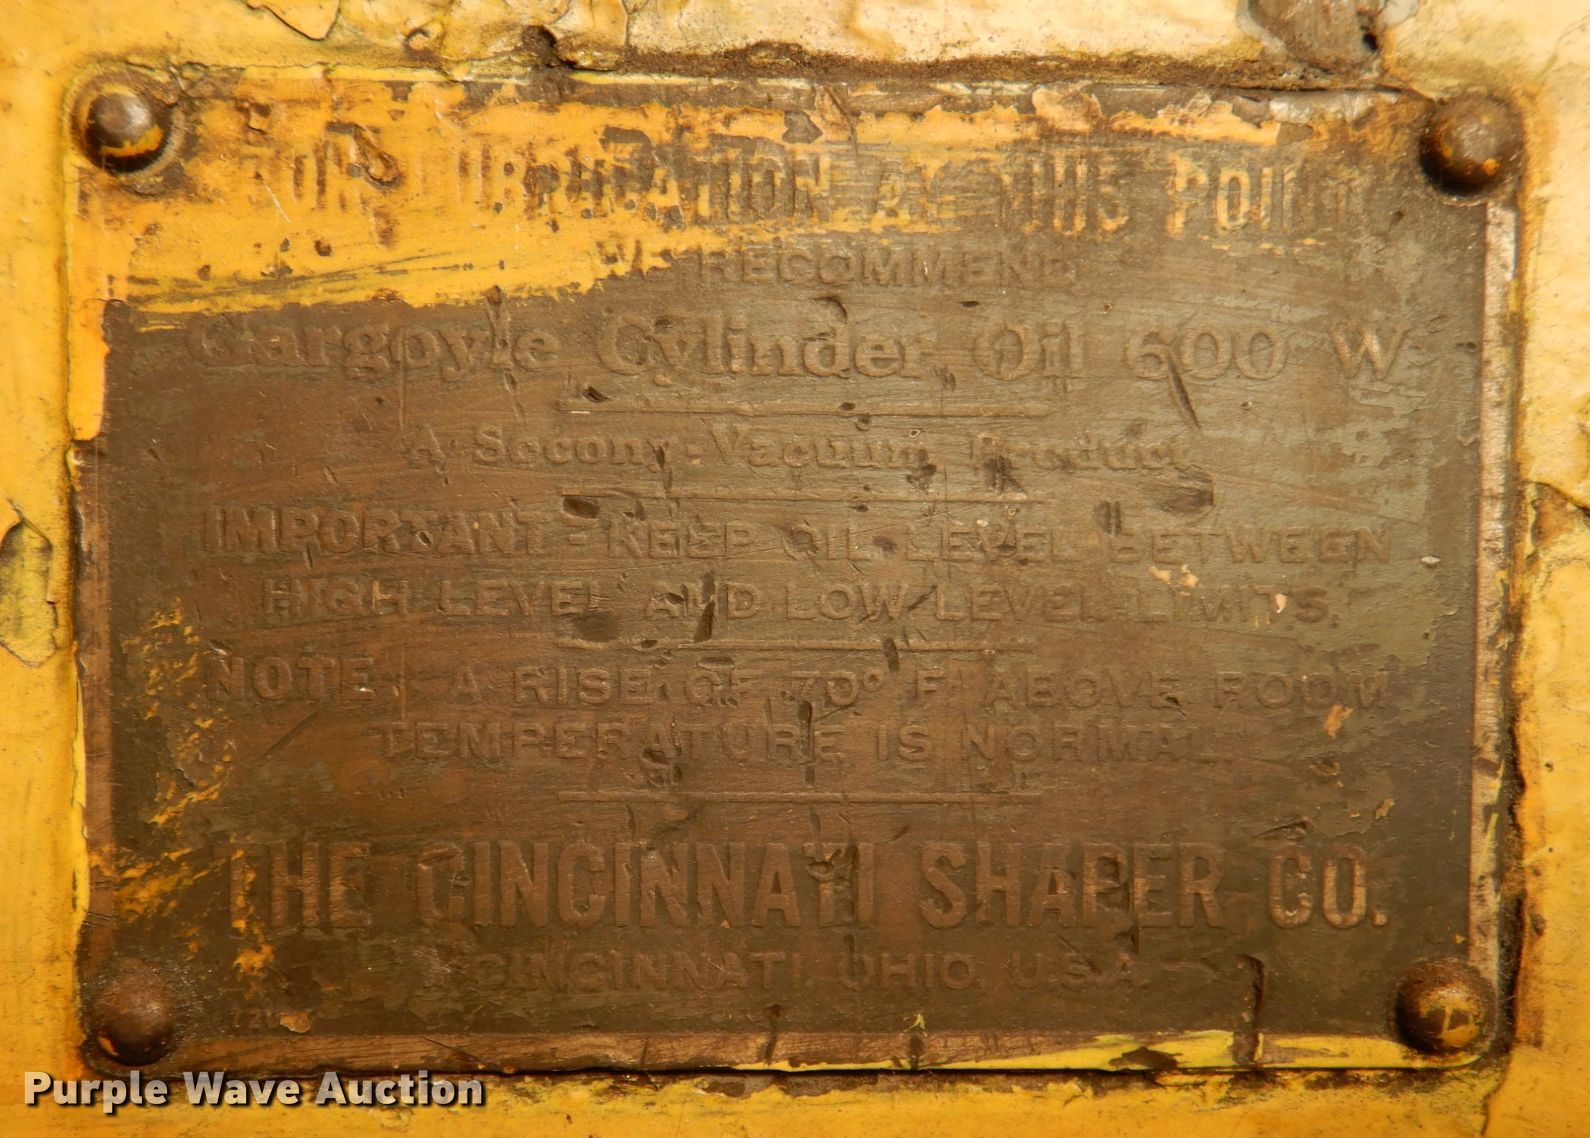 FOR LUBRICATION AT THIS POINT
WE RECOMMEND
Gargoyle Cylinder Oil 600 W
A Socony-Vacuum Product
IMPORTANT - KEEP OIL LEVEL BETWEEN
HIGH LEVEL AND LOW LEVEL LIMITS.
NOTE: A RISE OF 70° F. ABOVE ROOM
TEMPERATURE IS NORMAL.
THE CINCINNATI SHAPER CO.
CINCINNATI, OHIO, U.S.A.
Purple Wave Auction